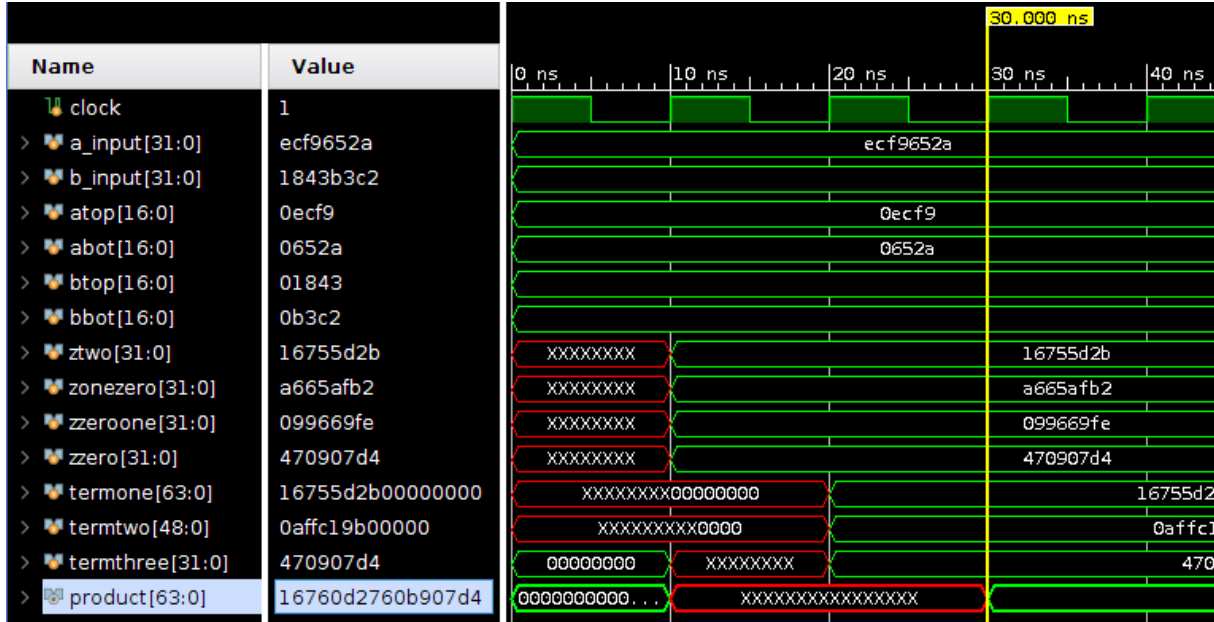 30.000 ns
Name Value 0 ns 10 ns 20 ns 30 ns 40 ns
clock 1
a_input[31:0] ecf9652a ecf9652a
b_input[31:0] 1843b3c2
atop[16:0] 0ecf9 0ecf9
abot[16:0] 0652a 0652a
btop[16:0] 01843
bbot[16:0] 0b3c2
ztwo[31:0] 16755d2b XXXXXXXX 16755d2b
zonezero[31:0] a665afb2 XXXXXXXX a665afb2
zzeroone[31:0] 099669fe XXXXXXXX 099669fe
zzero[31:0] 470907d4 XXXXXXXX 470907d4
termone[63:0] 16755d2b00000000 XXXXXXXX00000000 16755d2
termtwo[48:0] 0affc19b00000 XXXXXXXXX0000 0affc1
termthree[31:0] 470907d4 00000000 XXXXXXXX 470
product[63:0] 16760d2760b907d4 0000000000... XXXXXXXXXXXXXXXX